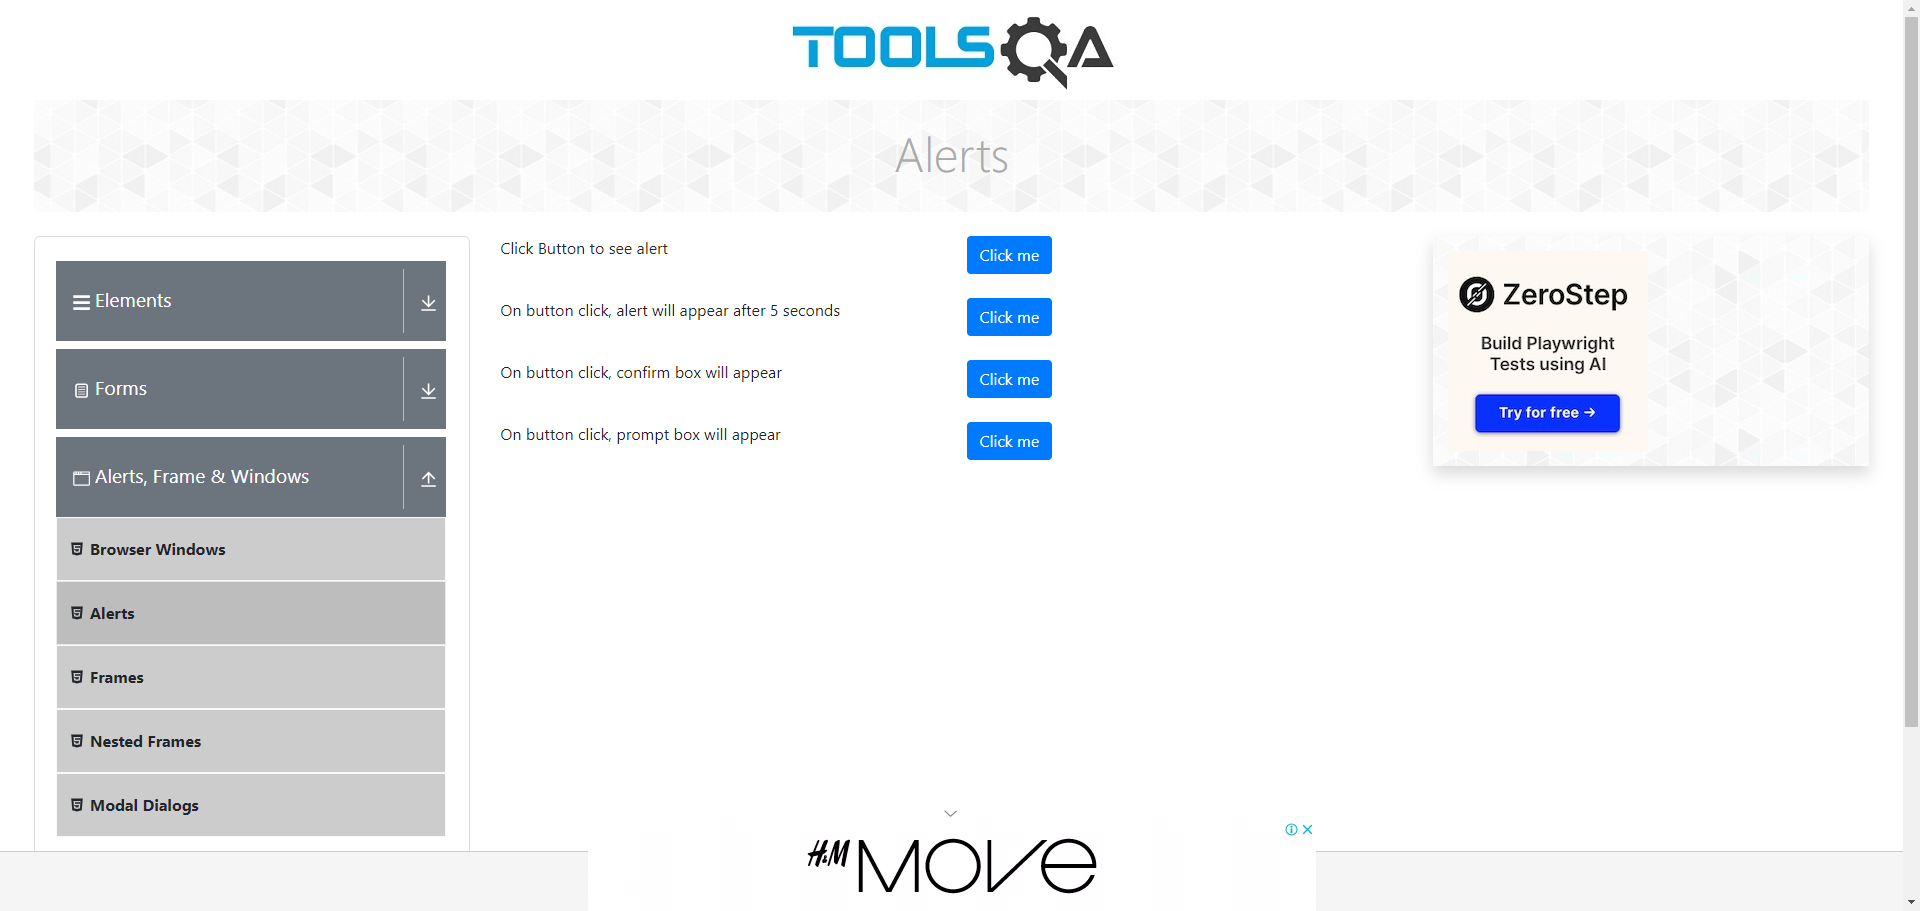 TOOLSQA
Alerts
Elements
Forms
Alerts, Frame & Windows
Browser Windows
Alerts
Frames
Nested Frames
Modal Dialogs
Click Button to see alert
Click me
On button click, alert will appear after 5 seconds
Click me
On button click, confirm box will appear
Click me
On button click, prompt box will appear
Click me
ZeroStep
Build Playwright
Tests using AI
Try for free →
H&M MOVE